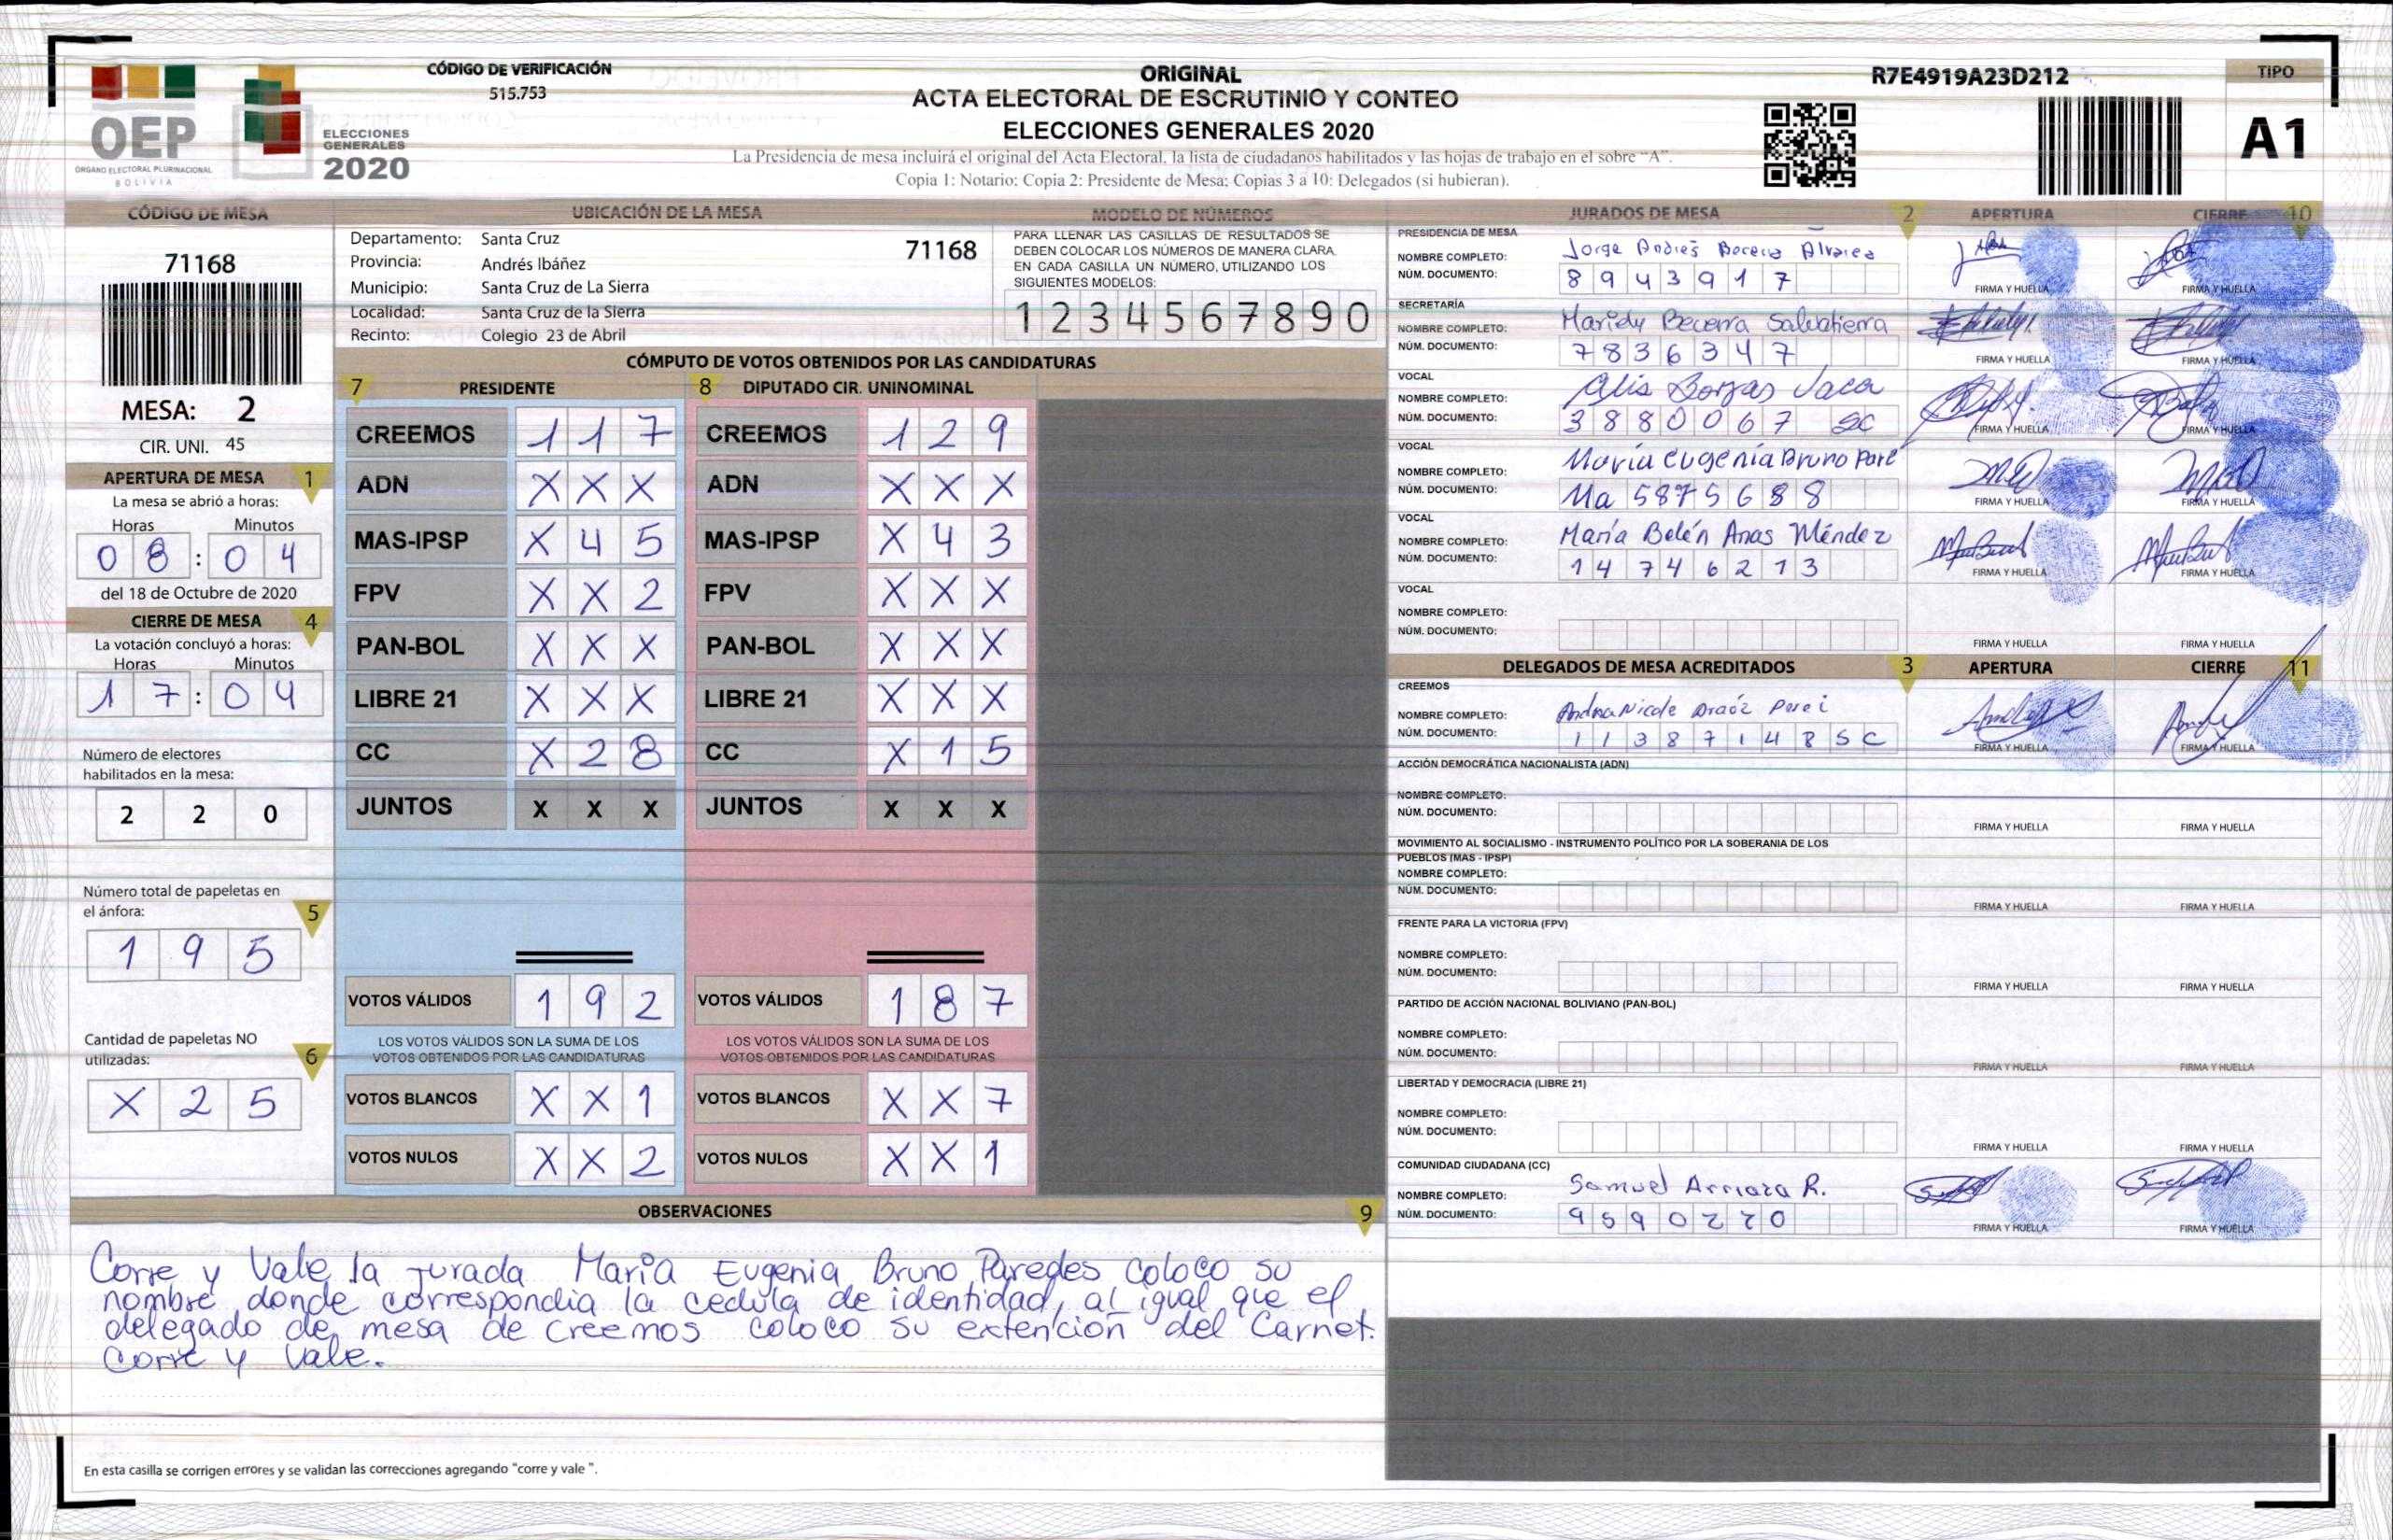 CÓDIGO DE VERIFICACIÓN
515.753
OEP
ÓRGANO ELECTORAL PLURINACIONAL
BOLIVIA
ELECCIONES
GENERALES
2020
ORIGINAL
ACTA ELECTORAL DE ESCRUTINIO Y CONTEO
ELECCIONES GENERALES 2020
La Presidencia de mesa incluirá el original del Acta Electoral, la lista de ciudadanos habilitados y las hojas de trabajo en el sobre "A".
Copia 1: Notario; Copia 2: Presidente de Mesa; Copias 3 a 10: Delegados (si hubieran).
R7E4919A23D212
TIPO
A1
CÓDIGO DE MESA
71168
MESA: 2
CIR. UNI. 45
APERTURA DE MESA 1
La mesa se abrió a horas:
Horas Minutos
0 8 : 0 4
del 18 de Octubre de 2020
CIERRE DE MESA 4
La votación concluyó a horas:
Horas Minutos
1 7 : 0 4
Número de electores
habilitados en la mesa:
2 2 0
Número total de papeletas en
el ánfora: 5
1 9 5
Cantidad de papeletas NO
utilizadas: 6
X 2 5
UBICACIÓN DE LA MESA
Departamento: Santa Cruz
71168
Provincia: Andrés Ibáñez
Municipio: Santa Cruz de La Sierra
Localidad: Santa Cruz de la Sierra
Recinto: Colegio 23 de Abril
MODELO DE NÚMEROS
PARA LLENAR LAS CASILLAS DE RESULTADOS SE
DEBEN COLOCAR LOS NÚMEROS DE MANERA CLARA.
EN CADA CASILLA UN NÚMERO, UTILIZANDO LOS
SIGUIENTES MODELOS:
1 2 3 4 5 6 7 8 9 0
CÓMPUTO DE VOTOS OBTENIDOS POR LAS CANDIDATURAS
7 PRESIDENTE 8 DIPUTADO CIR. UNINOMINAL
CREEMOS 1 1 7 CREEMOS 1 2 9
ADN X X X ADN X X X
MAS-IPSP X 4 5 MAS-IPSP X 4 3
FPV X X 2 FPV X X X
PAN-BOL X X X PAN-BOL X X X
LIBRE 21 X X X LIBRE 21 X X X
CC X 2 8 CC X 1 5
JUNTOS X X X JUNTOS X X X
VOTOS VÁLIDOS 1 9 2 VOTOS VÁLIDOS 1 8 7
LOS VOTOS VÁLIDOS SON LA SUMA DE LOS LOS VOTOS VÁLIDOS SON LA SUMA DE LOS
VOTOS OBTENIDOS POR LAS CANDIDATURAS VOTOS OBTENIDOS POR LAS CANDIDATURAS
VOTOS BLANCOS X X 1 VOTOS BLANCOS X X 7
VOTOS NULOS X X 2 VOTOS NULOS X X 1
OBSERVACIONES 9
Corre y Vale la jurada Maria Eugenia Bruno Paredes coloco su
nombre donde correspondia la cedula de identidad, al igual que el
delegado de mesa de creemos coloco su extención del Carnet.
Corre y Vale.
En esta casilla se corrigen errores y se validan las correcciones agregando "corre y vale ".
JURADOS DE MESA 2 APERTURA CIERRE 10
PRESIDENCIA DE MESA
NOMBRE COMPLETO: Jorge Andres Alvarez
NÚM. DOCUMENTO: 8 9 4 3 9 1 7
FIRMA Y HUELLA FIRMA Y HUELLA
SECRETARÍA
NOMBRE COMPLETO: Maridy Becerra Salvatierra
NÚM. DOCUMENTO: 7 8 3 6 3 4 7
FIRMA Y HUELLA FIRMA Y HUELLA
VOCAL
NOMBRE COMPLETO: Vaca
NÚM. DOCUMENTO: 3 8 8 0 0 6 7 SC
FIRMA Y HUELLA FIRMA Y HUELLA
VOCAL
NOMBRE COMPLETO: María Eugenia Bruno Pare
NÚM. DOCUMENTO: 5 8 7 5 6 8 8
FIRMA Y HUELLA FIRMA Y HUELLA
VOCAL
NOMBRE COMPLETO: María Belén Arias Méndez
NÚM. DOCUMENTO: 1 4 7 4 6 2 1 3
FIRMA Y HUELLA FIRMA Y HUELLA
VOCAL
NOMBRE COMPLETO:
NÚM. DOCUMENTO:
FIRMA Y HUELLA FIRMA Y HUELLA
DELEGADOS DE MESA ACREDITADOS 3 APERTURA CIERRE 11
CREEMOS
NOMBRE COMPLETO: Nicole Araóz
NÚM. DOCUMENTO: 1 1 3 8 7 1 4 8 S C
FIRMA Y HUELLA FIRMA Y HUELLA
ACCIÓN DEMOCRÁTICA NACIONALISTA (ADN)
NOMBRE COMPLETO:
NÚM. DOCUMENTO:
FIRMA Y HUELLA FIRMA Y HUELLA
MOVIMIENTO AL SOCIALISMO - INSTRUMENTO POLÍTICO POR LA SOBERANIA DE LOS
PUEBLOS (MAS - IPSP)
NOMBRE COMPLETO:
NÚM. DOCUMENTO:
FIRMA Y HUELLA FIRMA Y HUELLA
FRENTE PARA LA VICTORIA (FPV)
NOMBRE COMPLETO:
NÚM. DOCUMENTO:
FIRMA Y HUELLA FIRMA Y HUELLA
PARTIDO DE ACCIÓN NACIONAL BOLIVIANO (PAN-BOL)
NOMBRE COMPLETO:
NÚM. DOCUMENTO:
FIRMA Y HUELLA FIRMA Y HUELLA
LIBERTAD Y DEMOCRACIA (LIBRE 21)
NOMBRE COMPLETO:
NÚM. DOCUMENTO:
FIRMA Y HUELLA FIRMA Y HUELLA
COMUNIDAD CIUDADANA (CC)
NOMBRE COMPLETO: Samuel R.
NÚM. DOCUMENTO: 9 5 9 0 2 7 0
FIRMA Y HUELLA FIRMA Y HUELLA